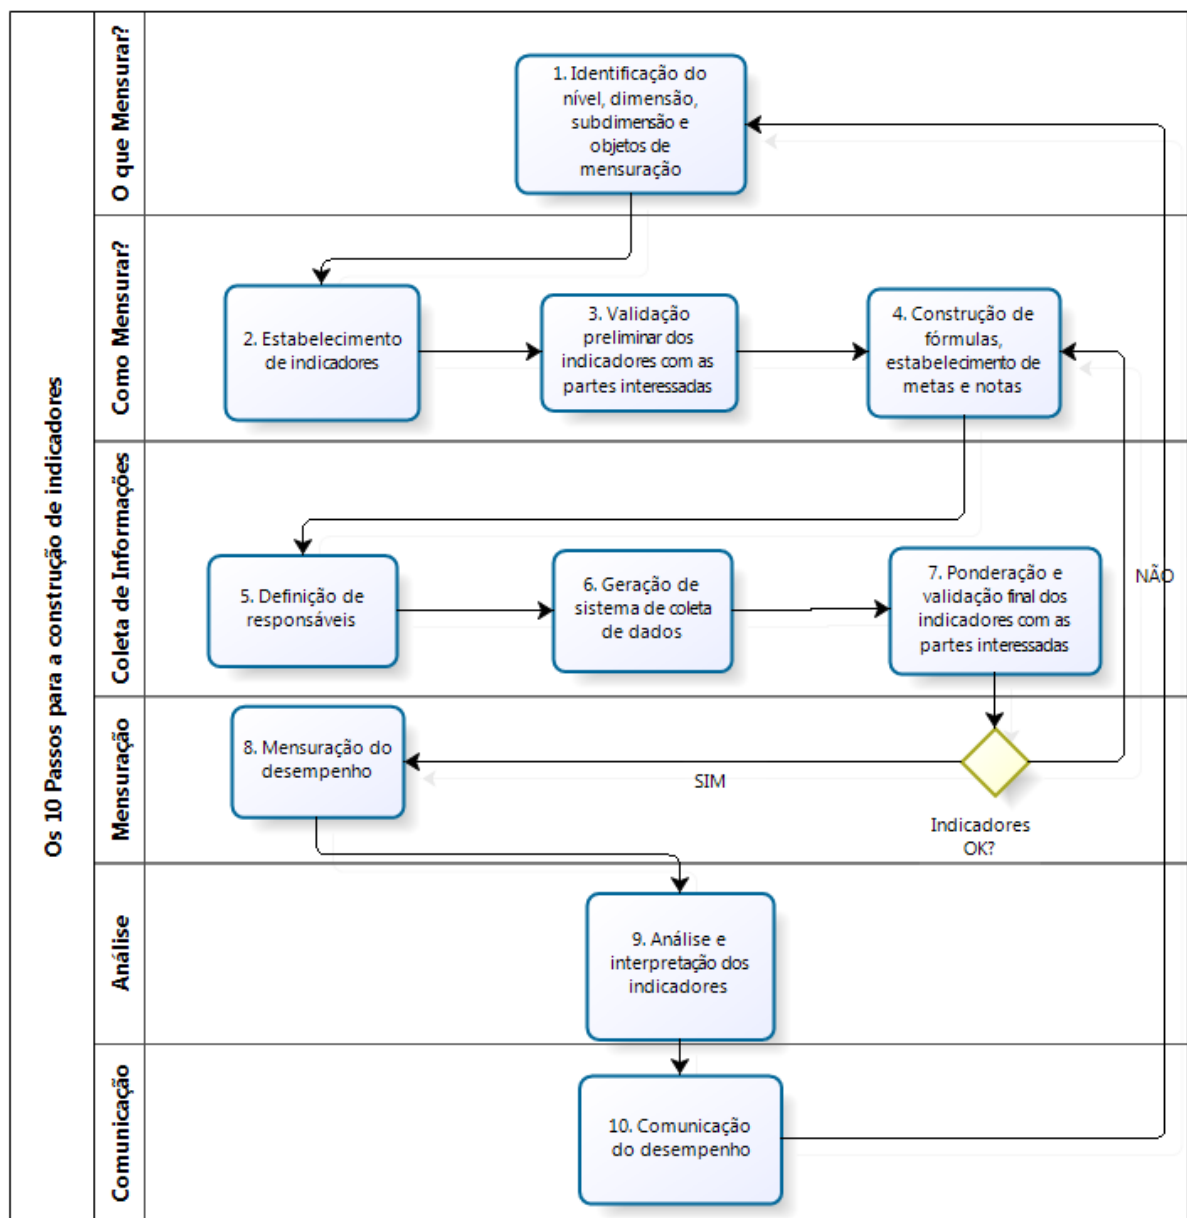 Os 10 Passos para a construção de indicadores
O que Mensurar?
1. Identificação do
nível, dimensão,
subdimensão e
objetos de
mensuração
Como Mensurar?
2. Estabelecimento
de indicadores
3. Validação
preliminar dos
indicadores com as
partes interessadas
4. Construção de
fórmulas,
estabelecimento de
metas e notas
Coleta de Informações
5. Definição de
responsáveis
6. Geração de
sistema de coleta
de dados
7. Ponderação e
validação final dos
indicadores com as
partes interessadas
NÃO
Mensuração
8. Mensuração do
desempenho
SIM
Indicadores
OK?
Análise
9. Análise e
interpretação dos
indicadores
Comunicação
10. Comunicação
do desempenho